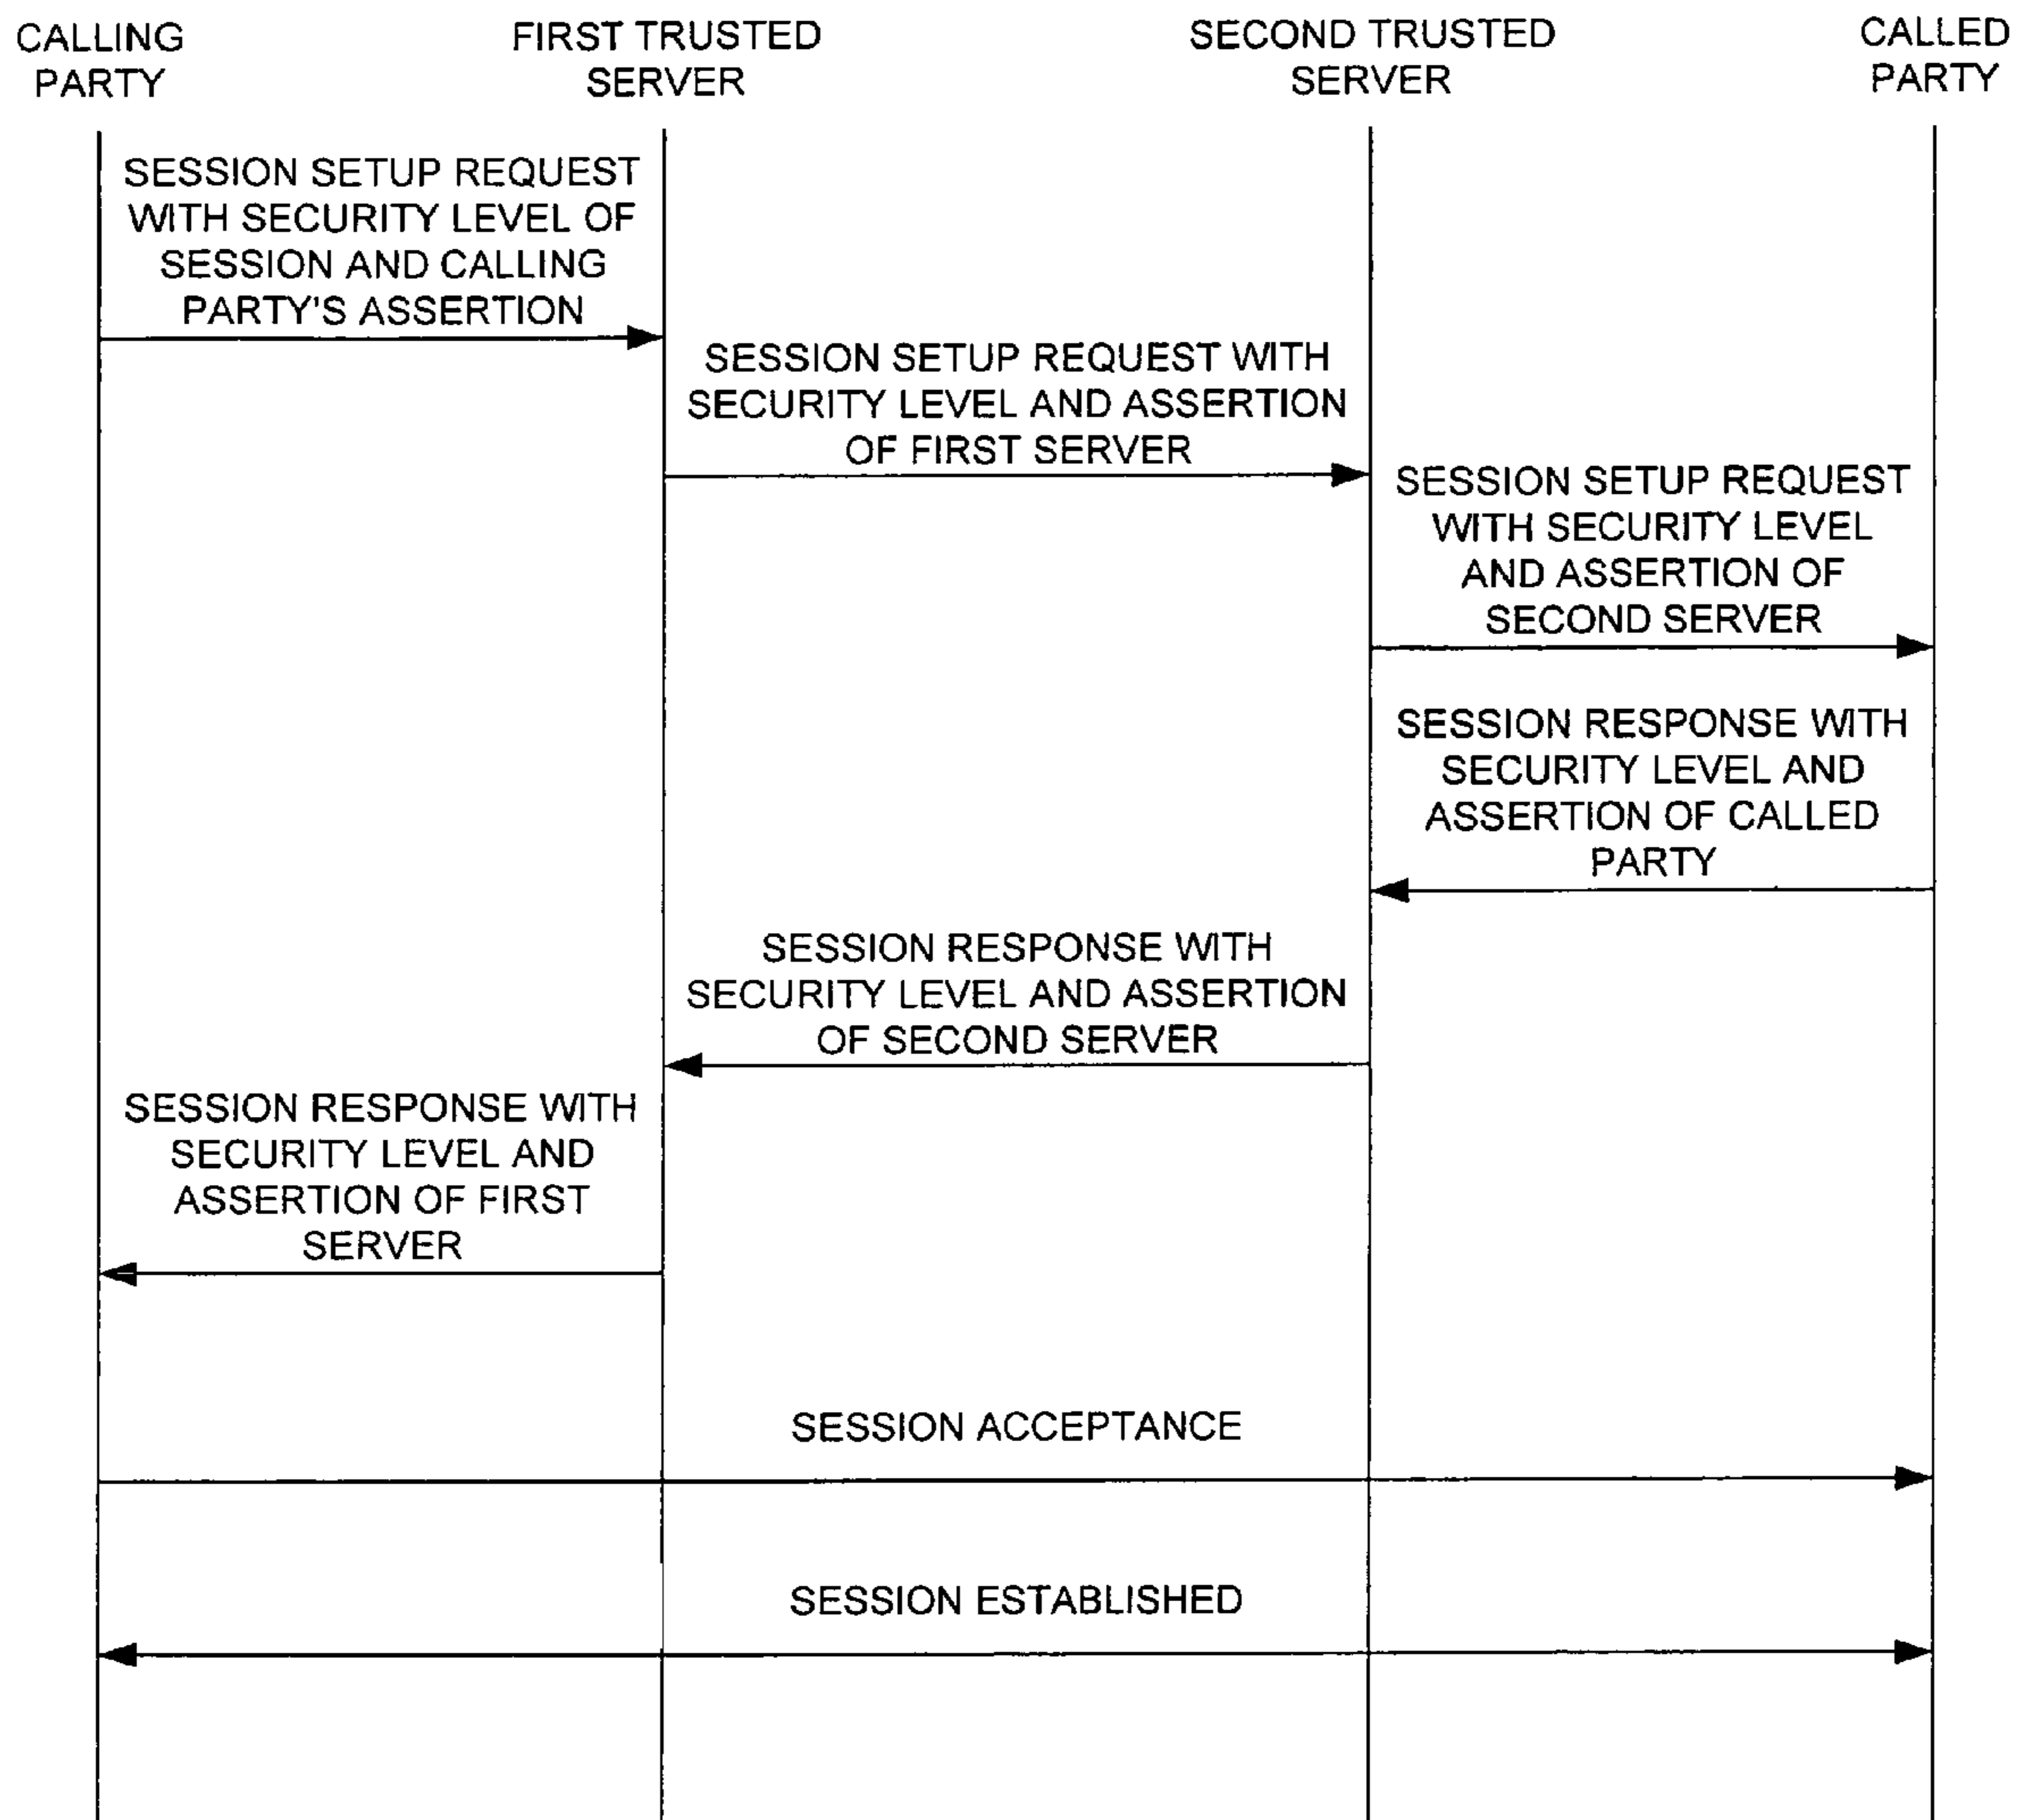 CALLING
PARTY
FIRST TRUSTED
SERVER
SECOND TRUSTED
SERVER
CALLED
PARTY
SESSION SETUP REQUEST
WITH SECURITY LEVEL OF
SESSION AND CALLING
PARTY'S ASSERTION
SESSION SETUP REQUEST WITH
SECURITY LEVEL AND ASSERTION
OF FIRST SERVER
SESSION SETUP REQUEST
WITH SECURITY LEVEL
AND ASSERTION OF
SECOND SERVER
SESSION RESPONSE WITH
SECURITY LEVEL AND
ASSERTION OF CALLED
PARTY
SESSION RESPONSE WITH
SECURITY LEVEL AND ASSERTION
OF SECOND SERVER
SESSION RESPONSE WITH
SECURITY LEVEL AND
ASSERTION OF FIRST
SERVER
SESSION ACCEPTANCE
SESSION ESTABLISHED